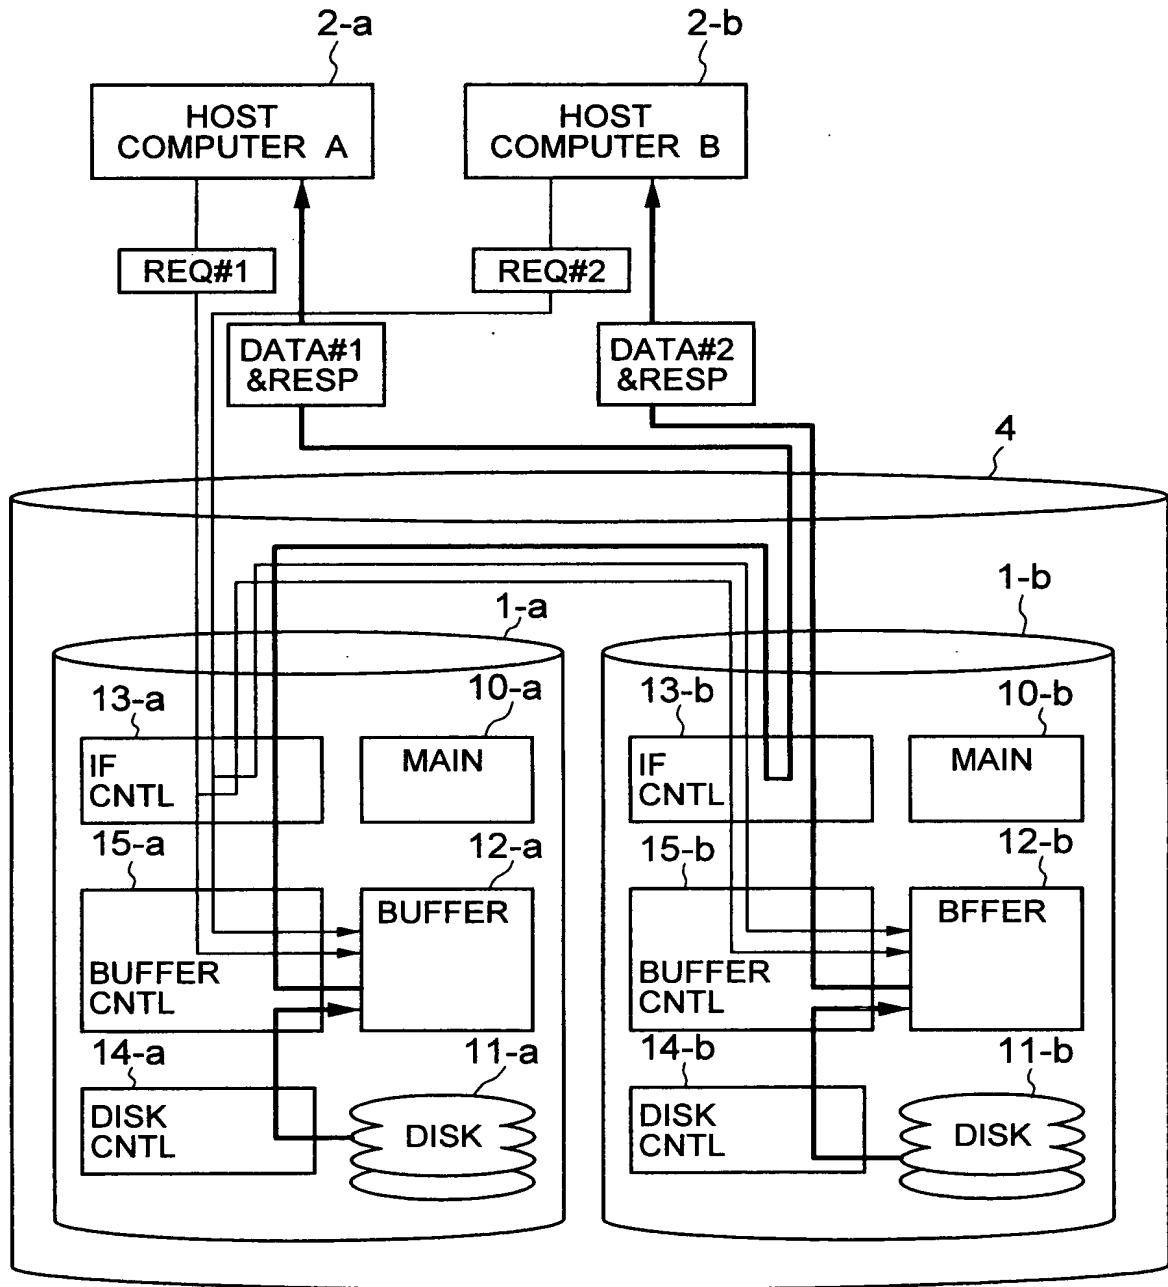 2-a
2-b
HOST
COMPUTER A
HOST
COMPUTER B
REQ#1
REQ#2
DATA#1
&RESP
DATA#2
&RESP
4
1-a
1-b
13-a
10-a
13-b
10-b
IF
CNTL
MAIN
IF
CNTL
MAIN
15-a
12-a
15-b
12-b
BUFFER
BUFFER
CNTL
BFFER
BUFFER
CNTL
14-a
11-a
14-b
11-b
DISK
CNTL
DISK
DISK
CNTL
DISK